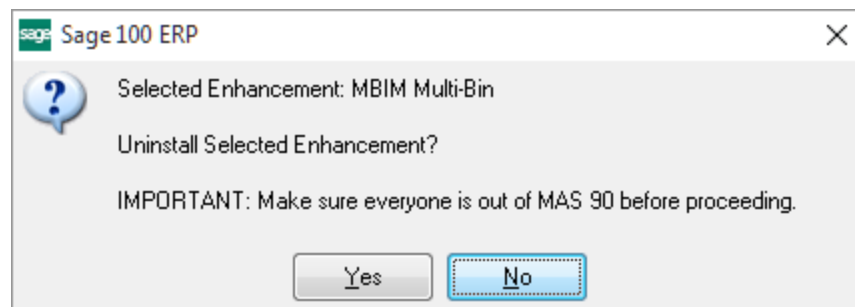 sage Sage 100 ERP
Selected Enhancement: MBIM Multi-Bin
Uninstall Selected Enhancement?
IMPORTANT: Make sure everyone is out of MAS 90 before proceeding.
Yes No